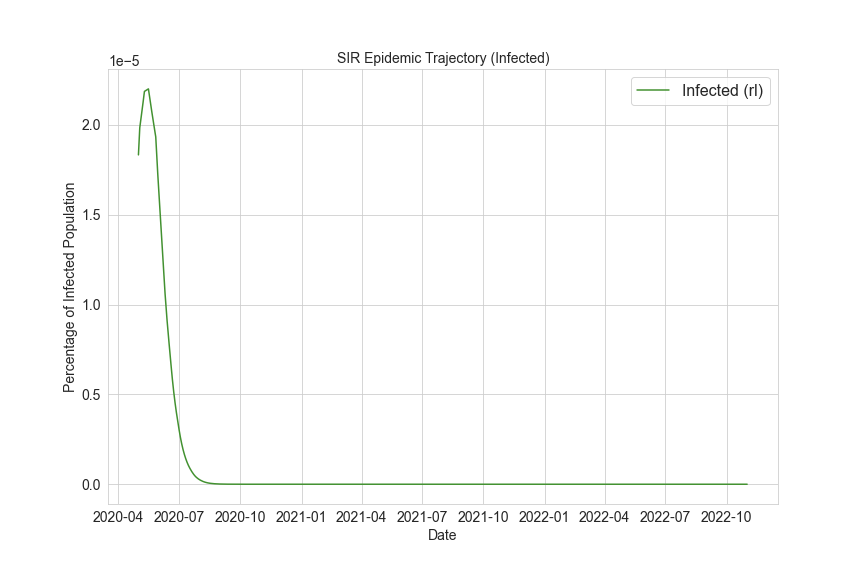 SIR Epidemic Trajectory (Infected)
1e−5
Infected (rl)
2.0
1.5
1.0
0.5
0.0
Percentage of Infected Population
2020-04 2020-07 2020-10 2021-01 2021-04 2021-07 2021-10 2022-01 2022-04 2022-07 2022-10
Date